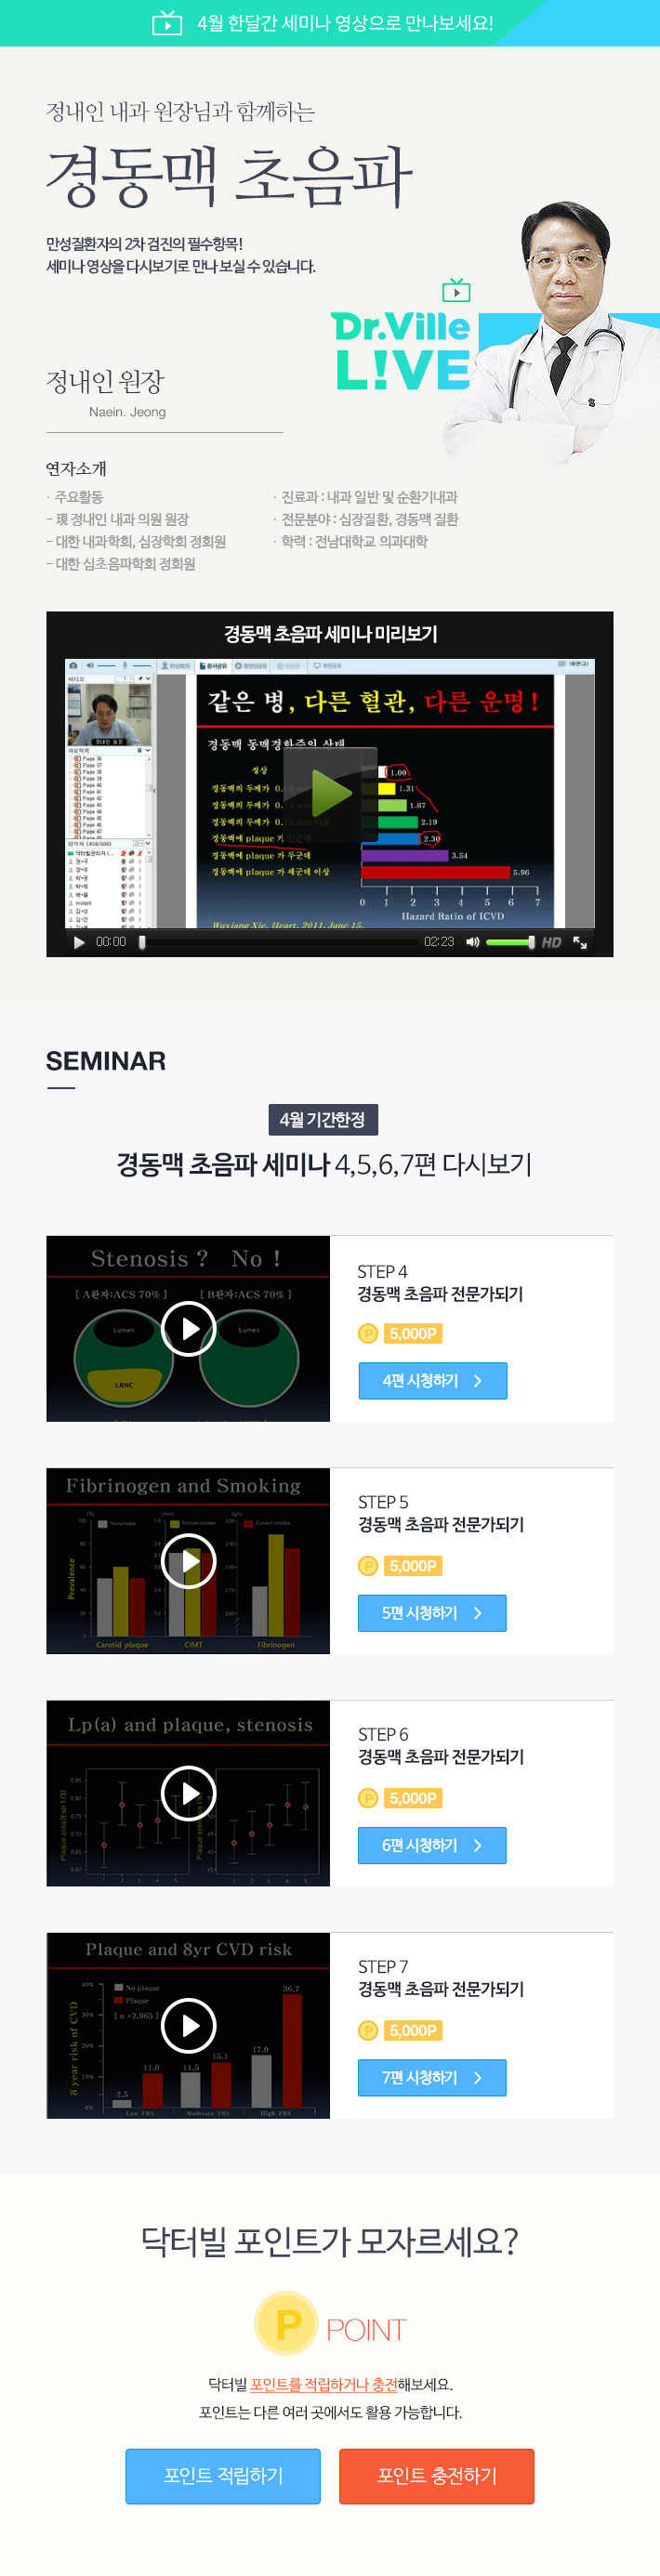 4월 한달간 세미나 영상으로 만나보세요!
정내인 내과 원장님과 함께하는
경동맥 초음파
만성질환자의 2차 검진의 필수항목!
세미나 영상을 다시보기로 만나 보실 수 있습니다.
Dr.Ville
L!VE
정내인 원장
Naein. Jeong
연자소개
· 주요활동
- 現 정내인 내과 의원 원장
- 대한 내과학회, 심장학회 정회원
- 대한 심초음파학회 정회원
· 진료과 : 내과 일반 및 순환기내과
· 전문분야 : 심장질환, 경동맥 질환
· 학력 : 전남대학교 의과대학
경동맥 초음파 세미나 미리보기
같은 병, 다른 혈관, 다른 운명!
경동맥 동맥경화증의 상태
정상
1.00
경동맥의 두께가 0.
1.31
경동맥의 두께가 0.
1.67
경동맥의 두께가 0.
2.19
경동맥에 plaque 가
2.30
경동맥에 plaque 가 두군데
3.54
경동맥에 plaque 가 세군데 이상
5.96
0 1 2 3 4 5 6 7
Hazard Ratio of ICVD
Wuxiang Xie, Heart, 2011, June 15.
00:00
02:23
HD
SEMINAR
4월 기간한정
경동맥 초음파 세미나 4,5,6,7편 다시보기
Stenosis ? No !
[ A환자:ACS 70% ] [ B환자:ACS 70% ]
Lumen Lumen
LRNC
STEP 4
경동맥 초음파 전문가되기
P 5,000P
4편 시청하기 >
Fibrinogen and Smoking
Nonsmoker Former smoker Current smoker
Prevalence
Carotid plaque CIMT Fibrinogen
STEP 5
경동맥 초음파 전문가되기
P 5,000P
5편 시청하기 >
Lp(a) and plaque, stenosis
STEP 6
경동맥 초음파 전문가되기
P 5,000P
6편 시청하기 >
Plaque and 8yr CVD risk
No plaque
Plaque
[ n =2,965 ]
8 year risk of CVD
40%
30%
20%
10%
0%
2.5 11.0 11.5 15.1 17.0 36.7
Low FRS Moderate FRS High FRS
STEP 7
경동맥 초음파 전문가되기
P 5,000P
7편 시청하기 >
닥터빌 포인트가 모자르세요?
P POINT
닥터빌 포인트를 적립하거나 충전해보세요.
포인트는 다른 여러 곳에서도 활용 가능합니다.
포인트 적립하기
포인트 충전하기